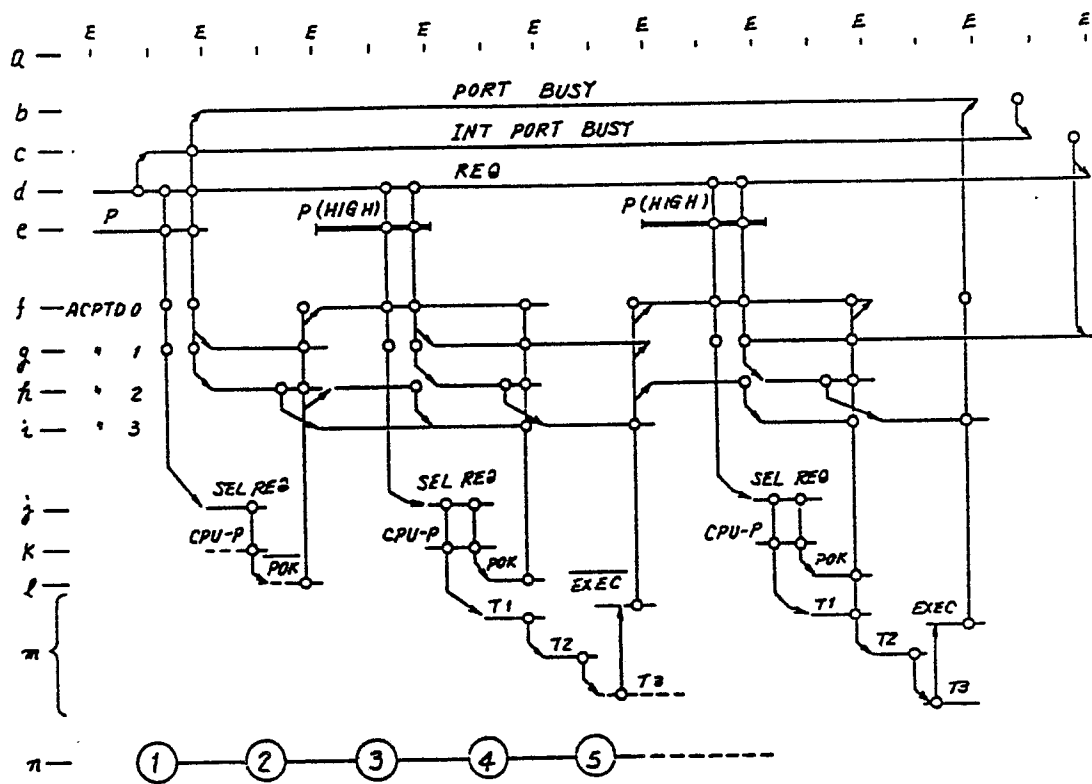 E E E E E E E E E E
a
b PORT BUSY
c INT PORT BUSY
d REQ
e P P(HIGH) P(HIGH)
f ACPTD 0
g " 1
h " 2
i " 3
j SEL REQ SEL REQ SEL REQ
k CPU-P CPU-P CPU-P
l POK POK EXEC POK
m T1 T2 T3 T1 T2 T3 EXEC
n 1 2 3 4 5